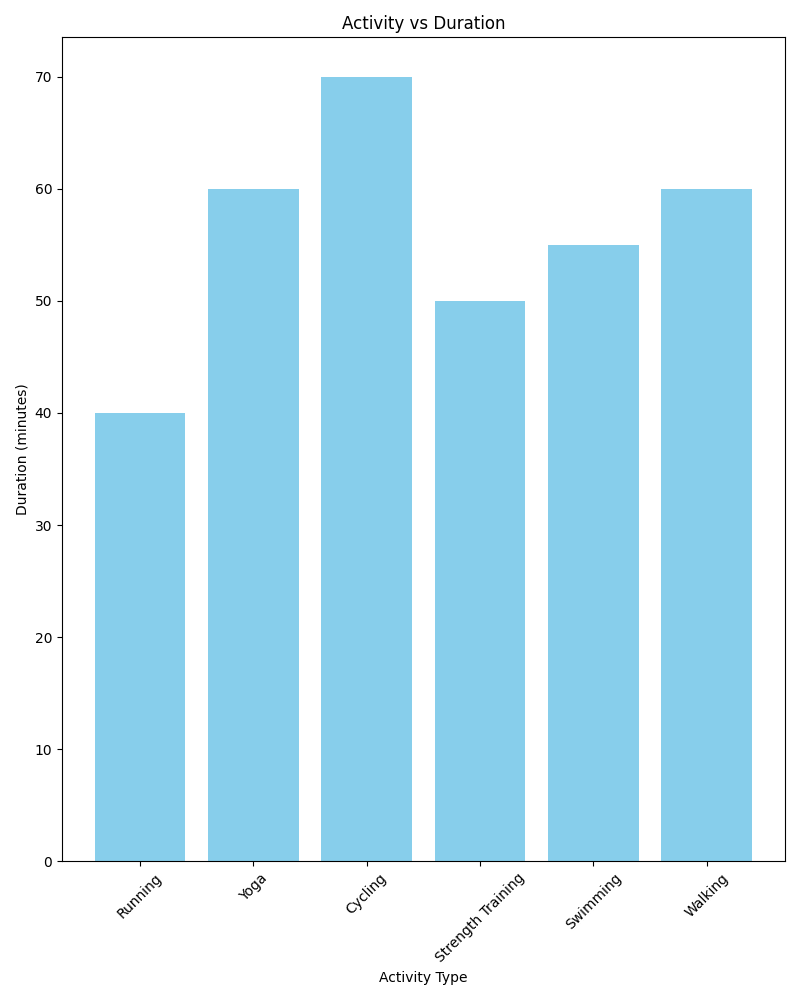 Activity vs Duration
Duration (minutes)
70
60
50
40
30
20
10
0
Running
Yoga
Cycling
Strength Training
Swimming
Walking
Activity Type